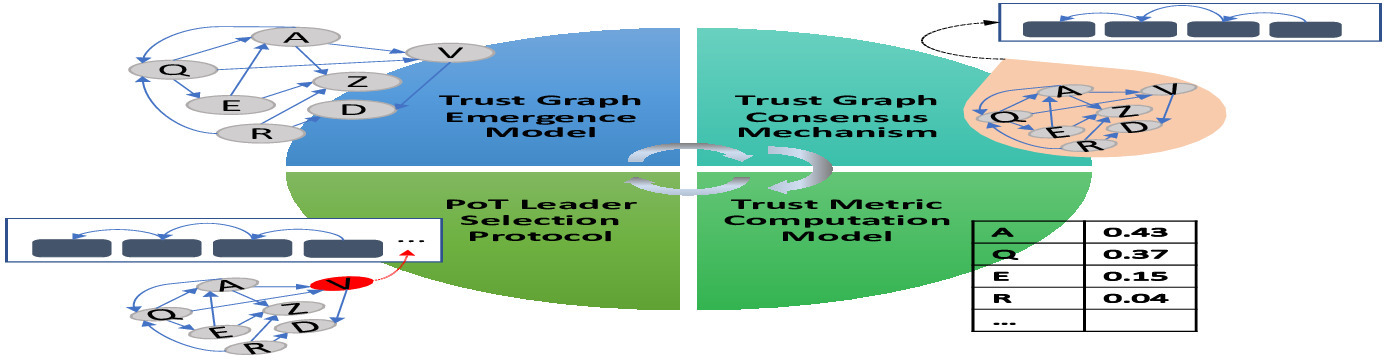 A
Q
V
Z
E
D
R
Trust Graph
Emergence
Model
Trust Graph
Consensus
Mechanism
A
V
Q
Z
E
D
R
PoT Leader
Selection
Protocol
...
A
V
Q
Z
E
D
R
Trust Metric
Computation
Model
A 0.43
Q 0.37
E 0.15
R 0.04
...